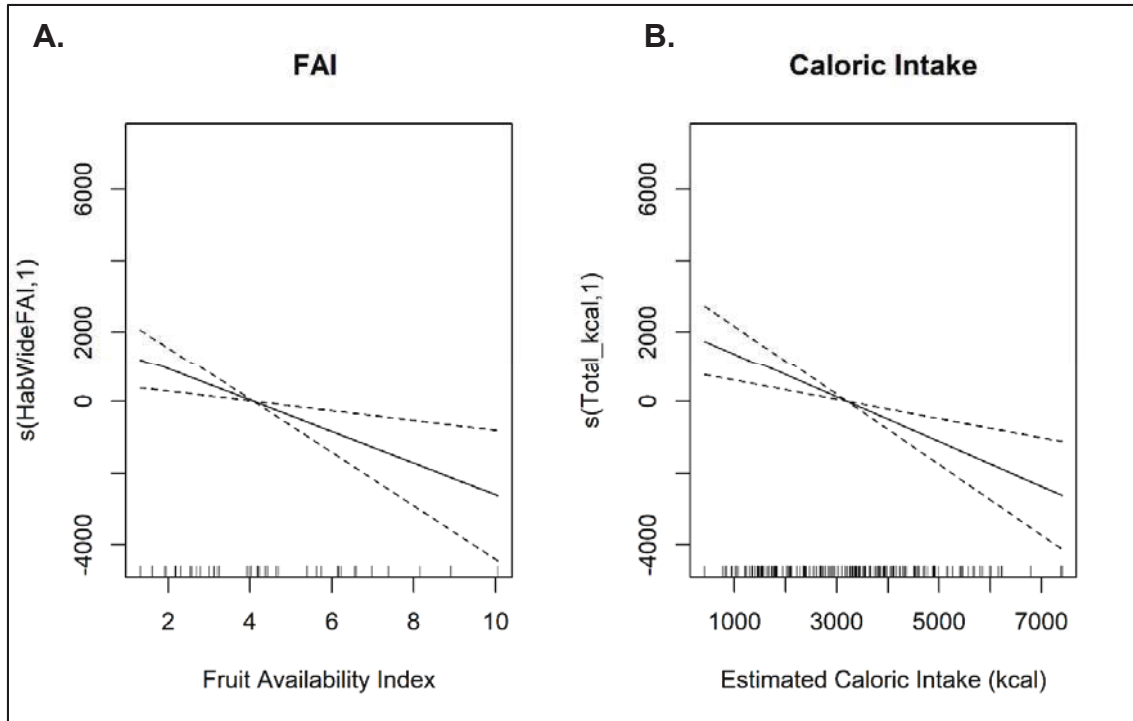 A.
FAI
s(HabWideFAI,1)
6000
2000
0
-4000
2 4 6 8 10
Fruit Availability Index
B.
Caloric Intake
s(Total_kcal,1)
6000
2000
0
-4000
1000 3000 5000 7000
Estimated Caloric Intake (kcal)